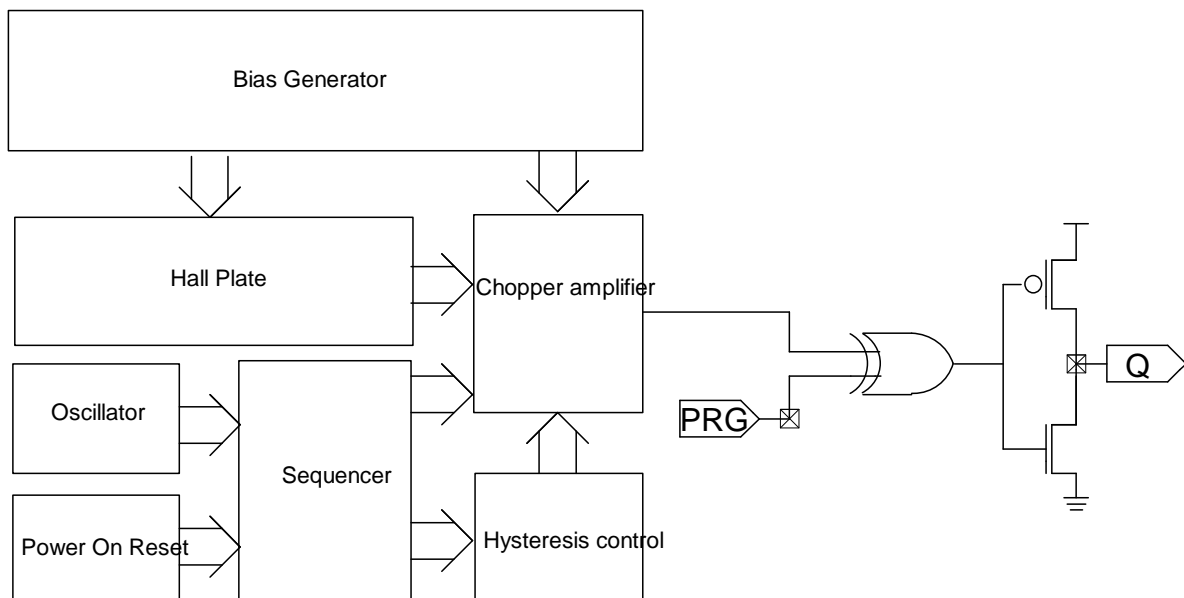 Bias Generator
Hall Plate
Chopper amplifier
Oscillator
Sequencer
Power On Reset
Hysteresis control
PRG
Q